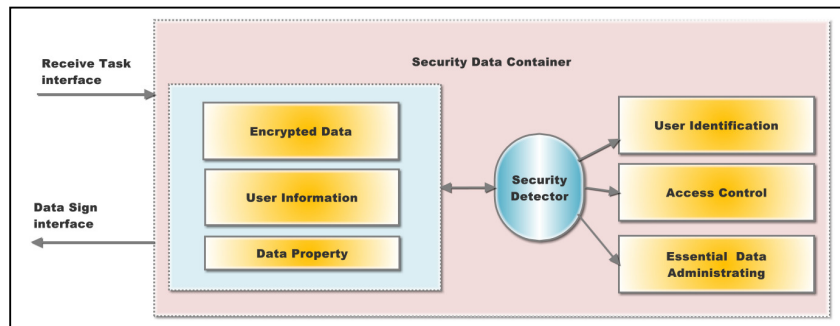 Receive Task
interface
Security Data Container
Encrypted Data
User Information
Data Property
Data Sign
interface
Security
Detector
User Identification
Access Control
Essential Data
Administrating